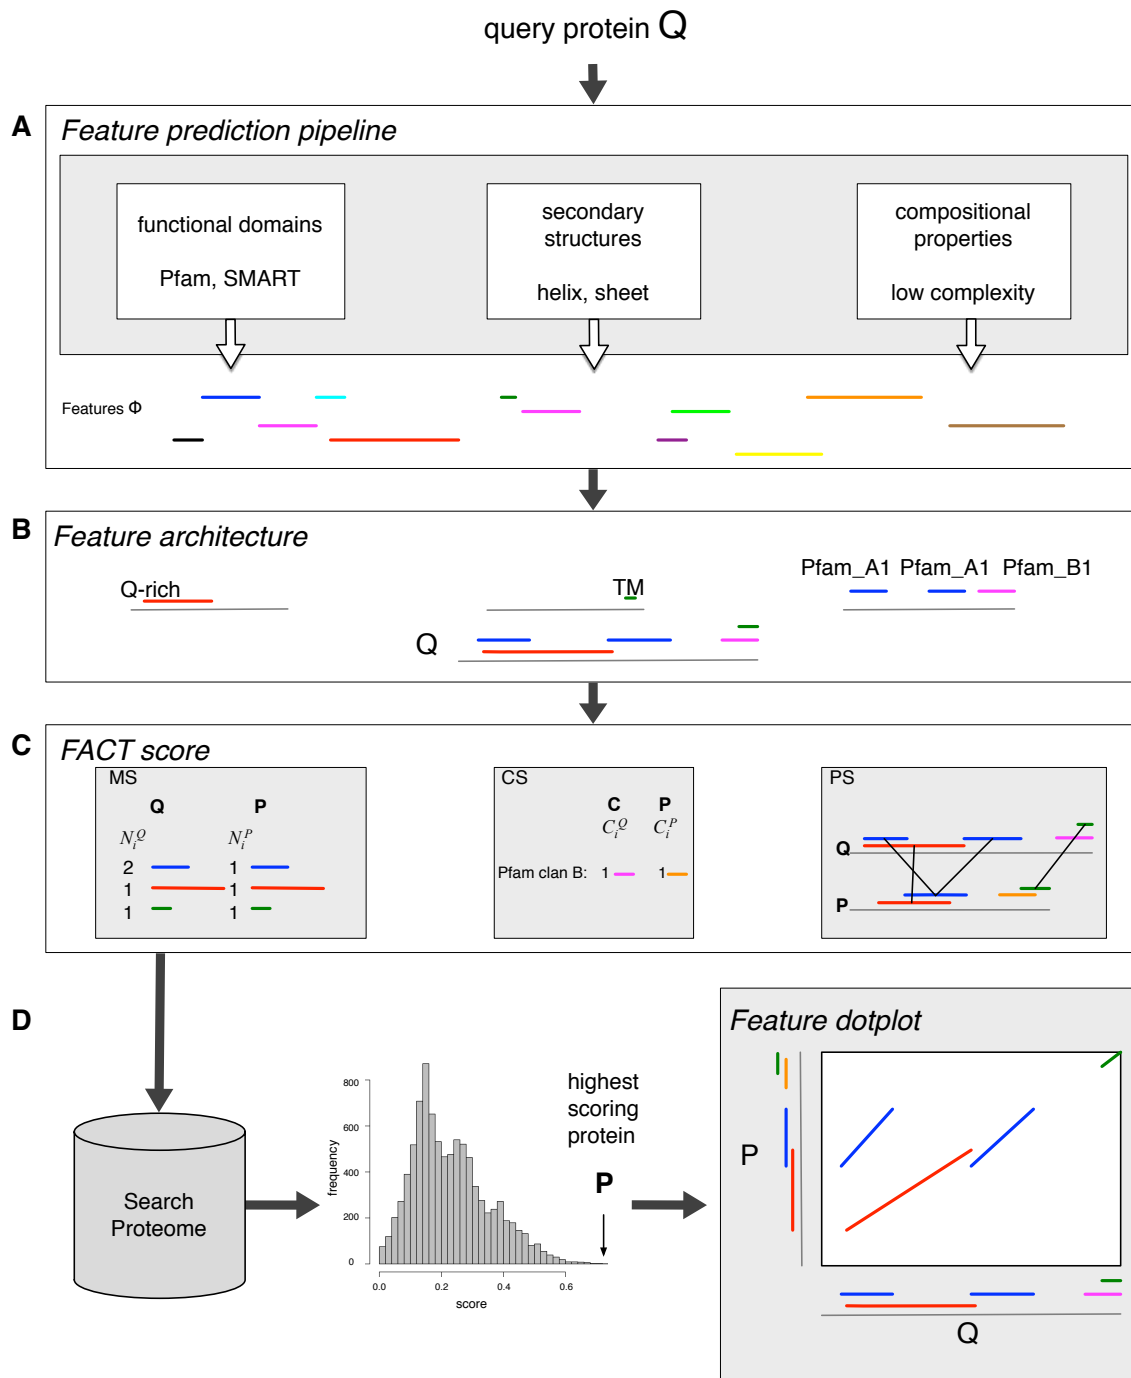 query protein Q
A
Feature prediction pipeline
functional domains
Pfam, SMART
secondary
structures
helix, sheet
compositional
properties
low complexity
Features Φ
B
Feature architecture
Q-rich
TM
Pfam_A1 Pfam_A1 Pfam_B1
Q
C
FACT score
MS
Q P
N_i^Q N_i^P
2 1
1 1
1 1
CS
C P
C_i^Q C_i^P
Pfam clan B: 1 1
PS
Q
P
D
Search
Proteome
frequency
800
600
400
200
0
0.0 0.2 0.4 0.6
score
highest
scoring
protein
P
Feature dotplot
P
Q